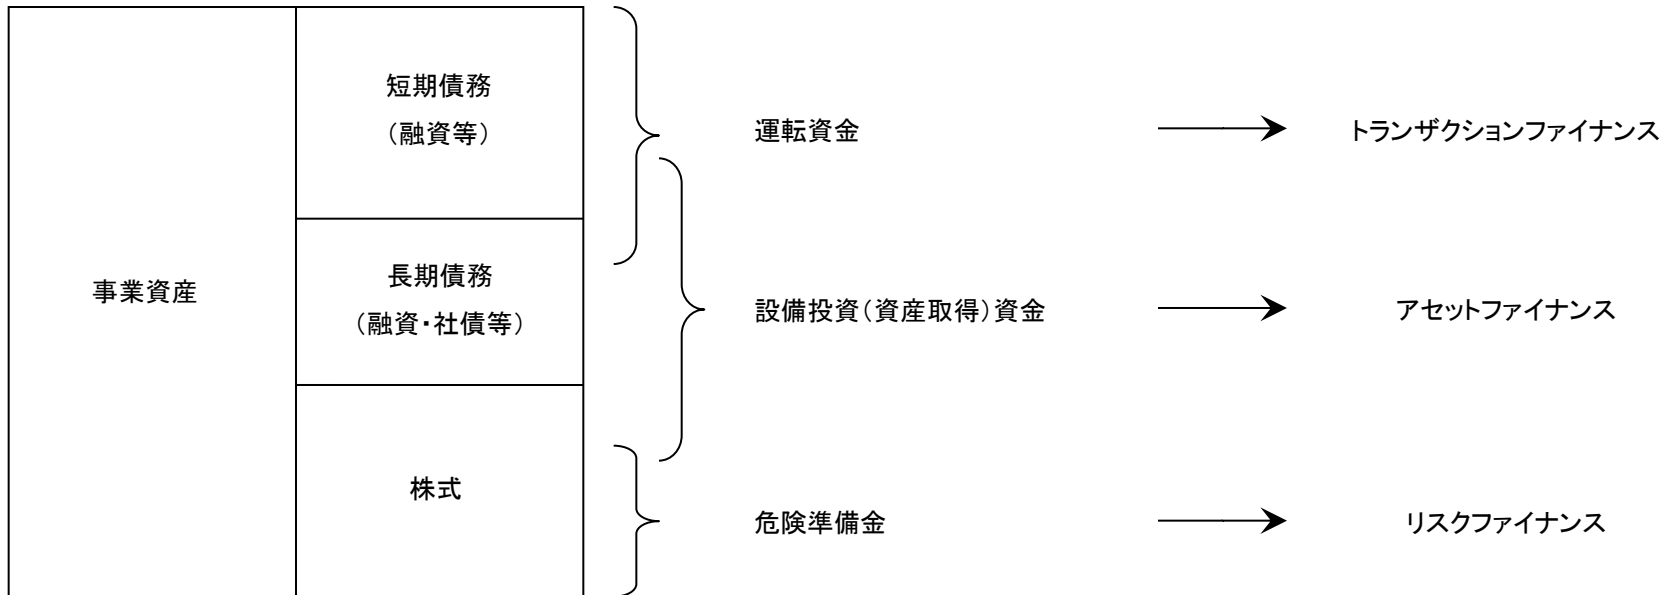 事業資産
短期債務
（融資等）
長期債務
（融資・社債等）
株式
運転資金
トランザクションファイナンス
設備投資（資産取得）資金
アセットファイナンス
危険準備金
リスクファイナンス